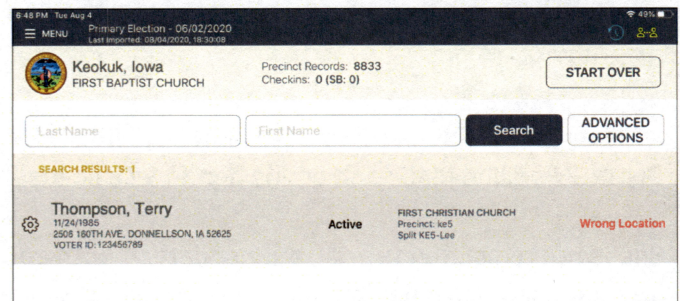 6:48 PM Tue Aug 4
49%
MENU
Primary Election - 06/02/2020
Last Imported: 08/04/2020, 18:30:08
Keokuk, Iowa
FIRST BAPTIST CHURCH
Precinct Records: 8833
Checkins: 0 (SB: 0)
START OVER
Last Name
First Name
Search
ADVANCED
OPTIONS
SEARCH RESULTS: 1
Thompson, Terry
11/24/1985
2506 160TH AVE, DONNELLSON, IA 52625
VOTER ID: 123456789
Active
FIRST CHRISTIAN CHURCH
Precinct: ke5
Split KE5-Lee
Wrong Location